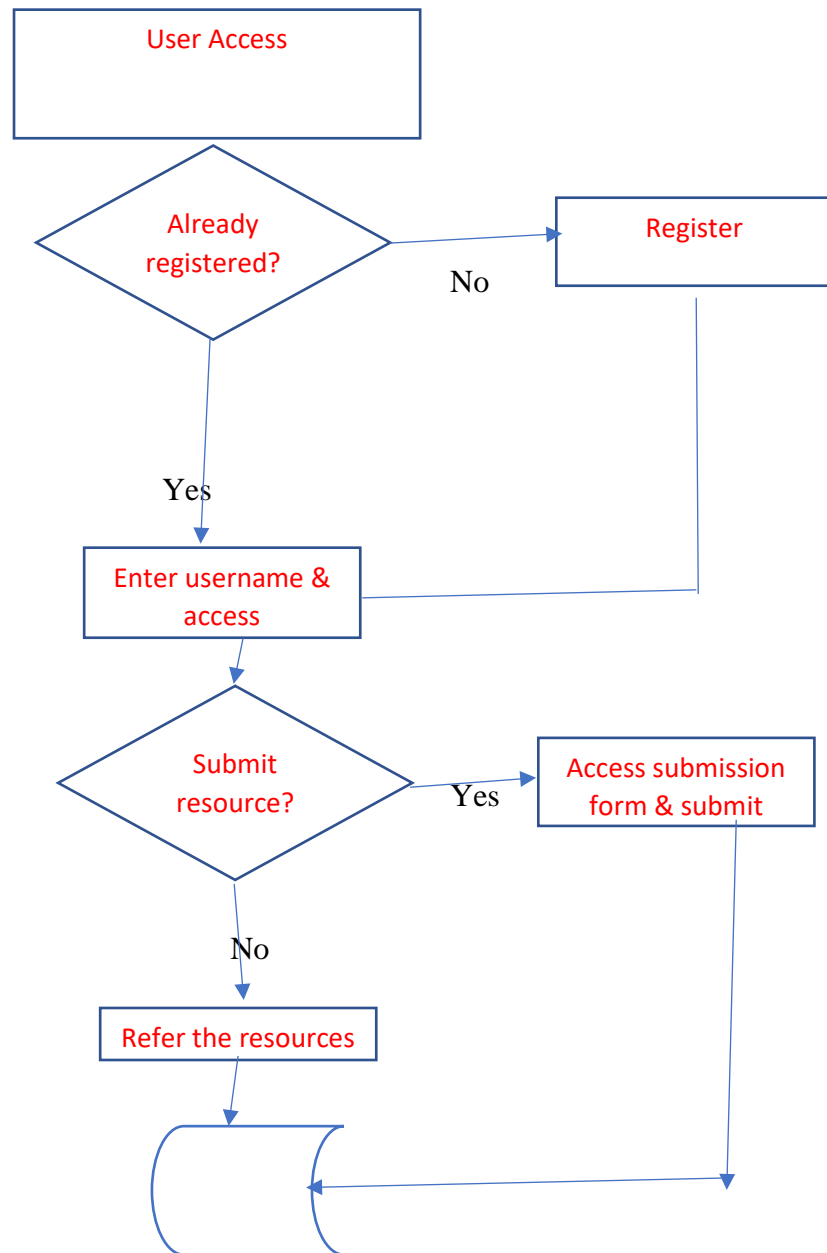 User Access
Already
registered?
Register
No
Yes
Enter username &
access
Submit
resource?
Yes
Access submission
form & submit
No
Refer the resources